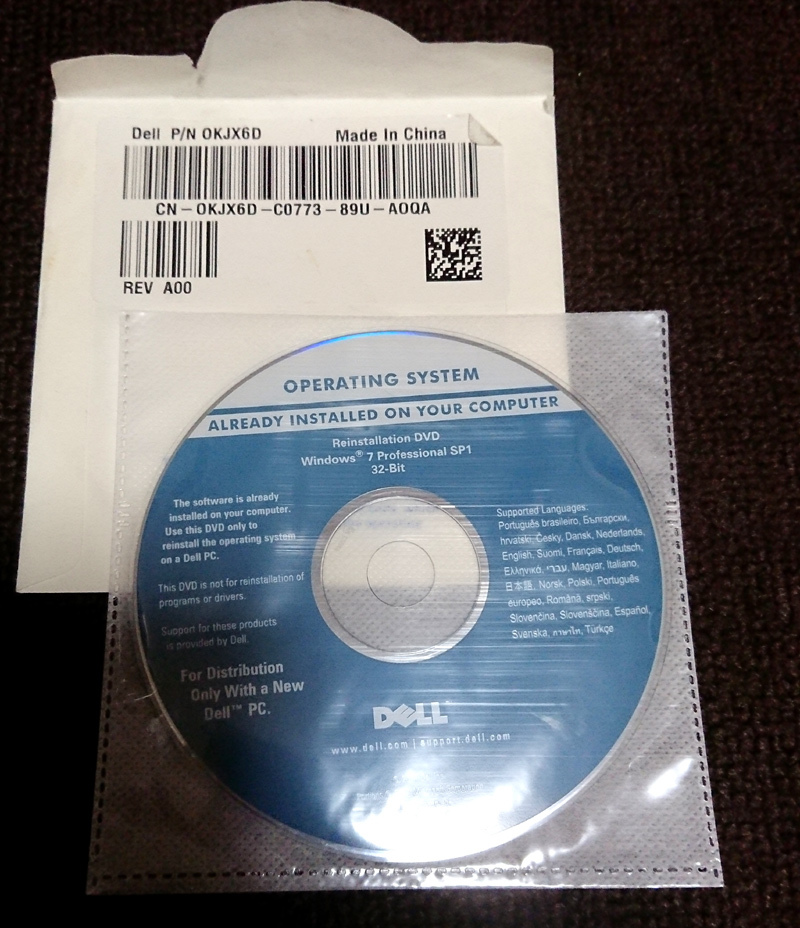 Dell P/N 0KJX6D Made In China
CN-0KJX6D-C0773-89U-A0QA
REV A00
OPERATING SYSTEM
ALREADY INSTALLED ON YOUR COMPUTER
Reinstallation DVD
Windows® 7 Professional SP1
32-Bit
The software is already
installed on your computer.
Use this DVD only to
reinstall the operating system
on a Dell PC.
This DVD is not for reinstallation of
programs or drivers.
Support for these products
is provided by Dell.
For Distribution
Only With a New
Dell™ PC.
Supported Languages:
Português brasileiro, Български,
hrvatski, Česky, Dansk, Nederlands,
English, Suomi, Français, Deutsch,
Ελληνικά, עברי, Magyar, Italiano,
日本語, Norsk, Polski, Português
europeo, Română, srpski,
Slovenčina, Slovenščina, Español,
Svenska, ภาษาไทย, Türkçe
DELL
www.dell.com | support.dell.com